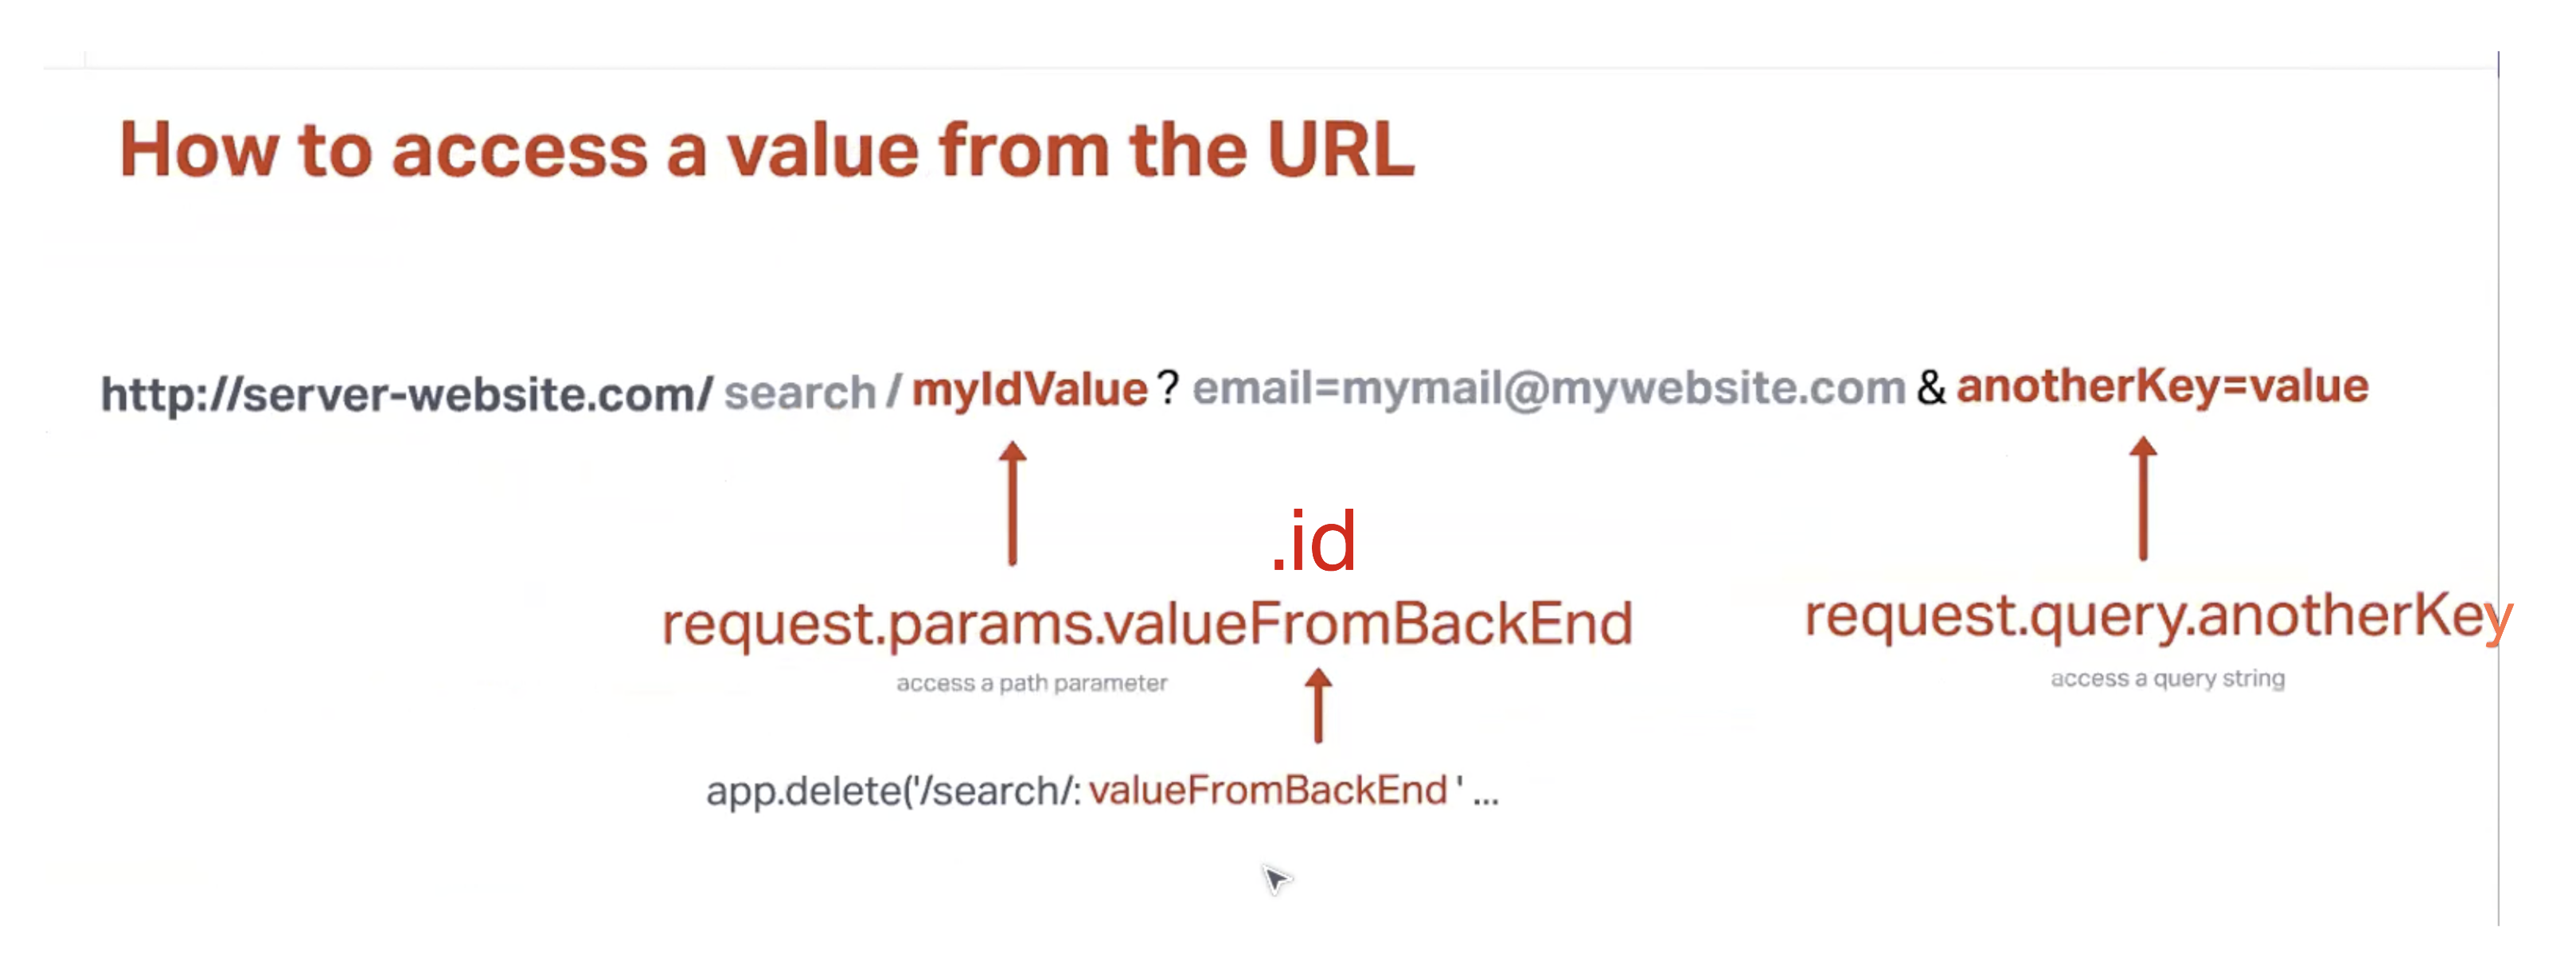 How to access a value from the URL
http://server-website.com/ search / myIdValue ? email=mymail@mywebsite.com & anotherKey=value
.id
request.params.valueFromBackEnd
request.query.anotherKey
access a path parameter
access a query string
app.delete('/search/: valueFromBackEnd ' ...